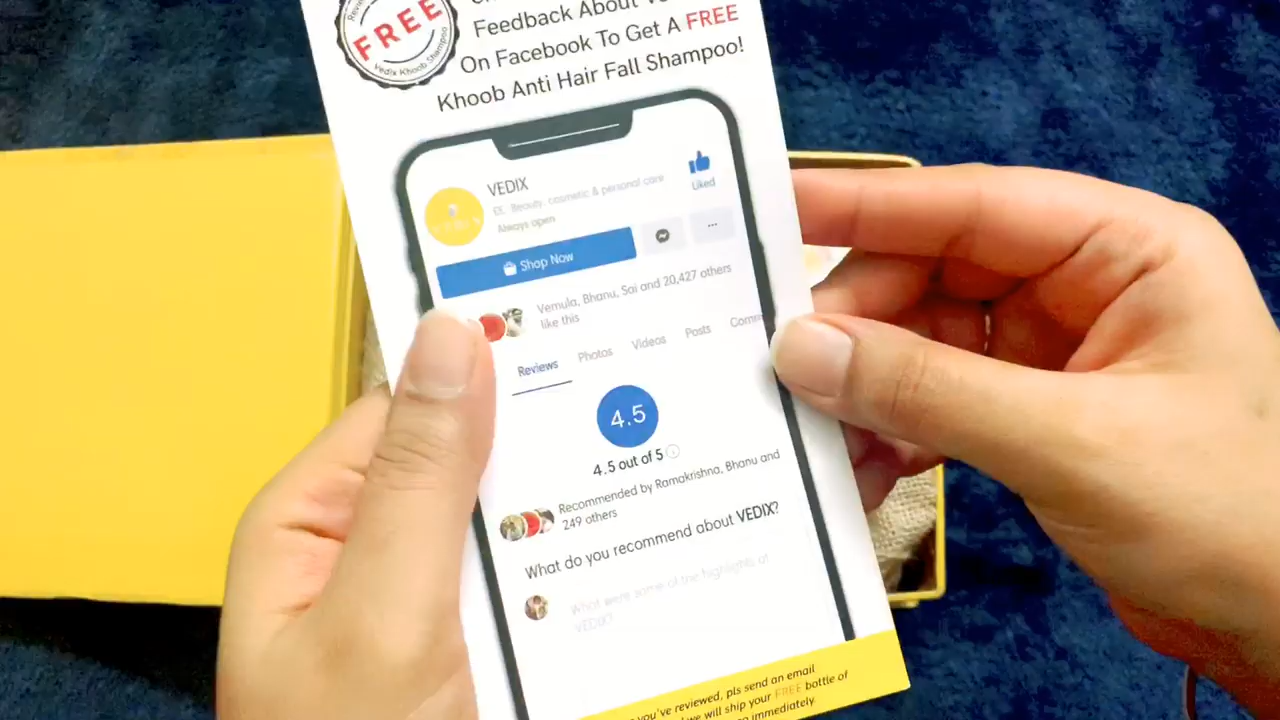 FREE
Vedix Khoob Shampoo
Feedback About
On Facebook To Get A FREE
Khoob Anti Hair Fall Shampoo!
VEDIX
Beauty, cosmetic & personal care
Always open
Liked
Shop Now
...
Vemula, Bhanu, Sai and 20,427 others
like this
Reviews Photos Videos Posts
4.5
4.5 out of 5
Recommended by Ramakrishna, Bhanu and
249 others
What do you recommend about VEDIX?
What were some of the highlights of
VEDIX?
you've reviewed, pls send an email
we will ship your FREE bottle of
immediately.